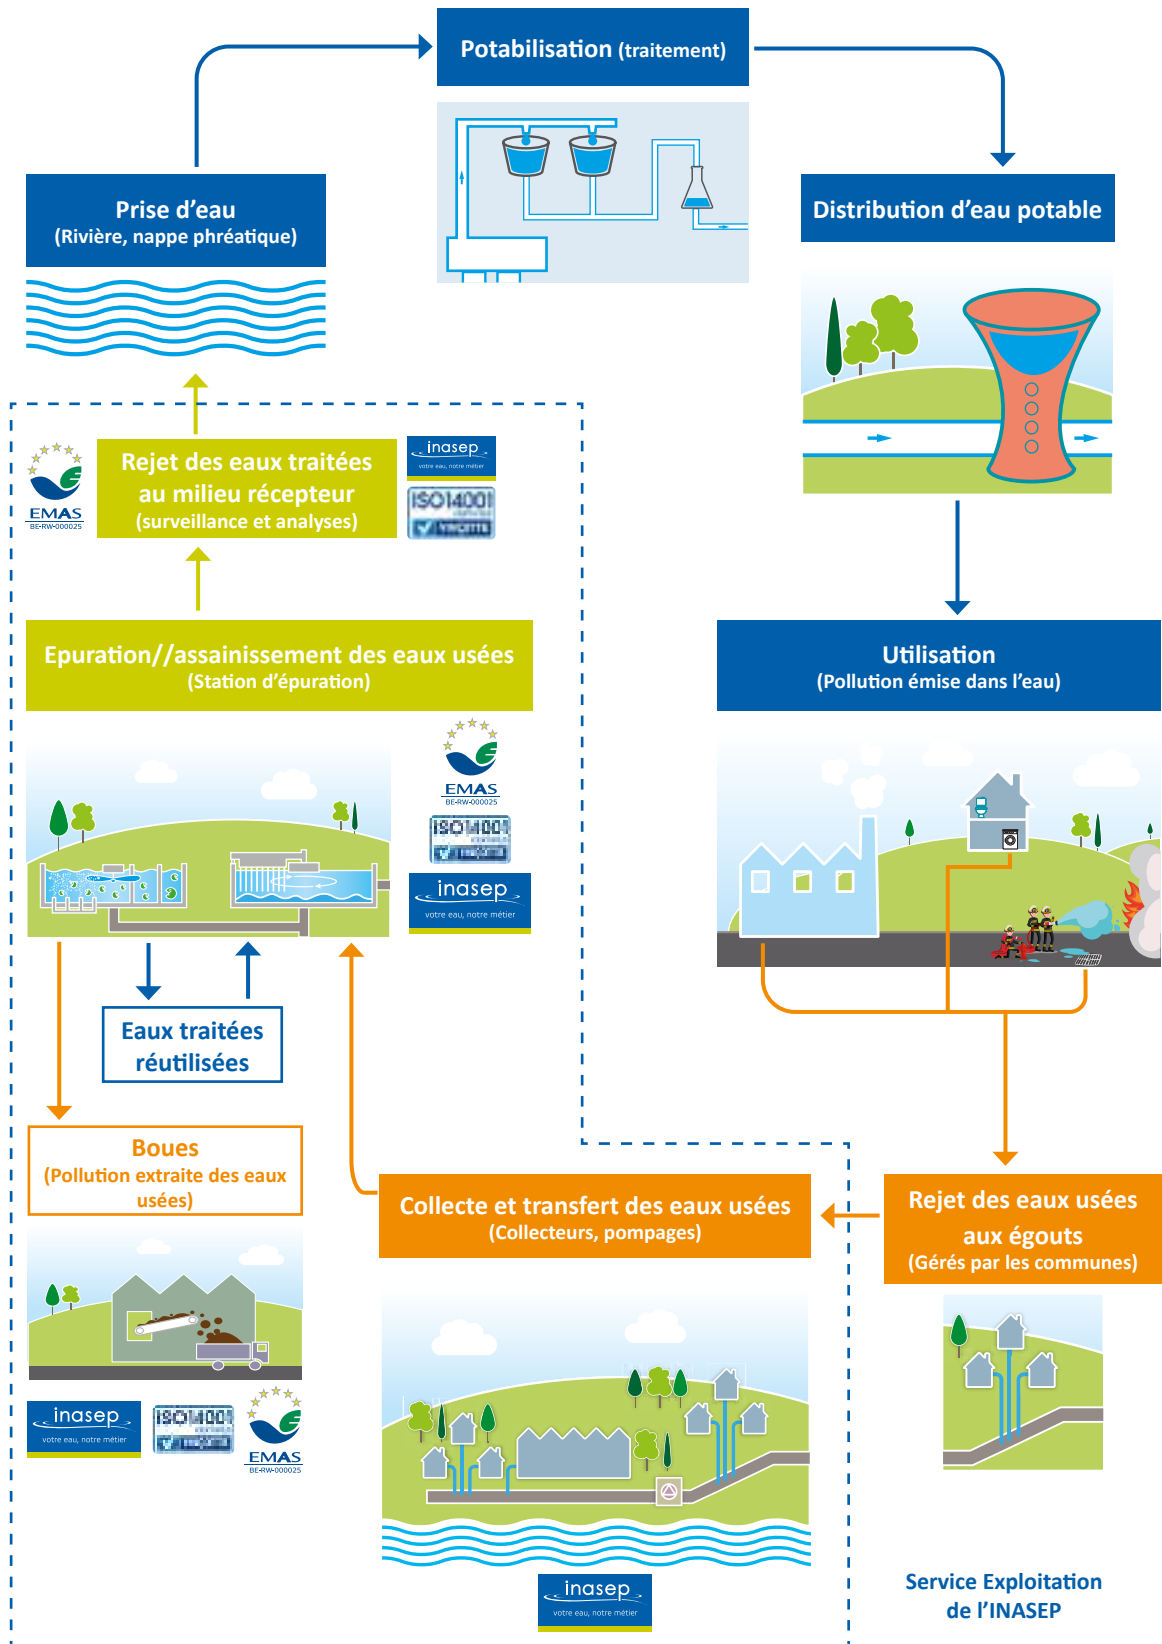 Potabilisation (traitement)
Prise d'eau
(Rivière, nappe phréatique)
Distribution d'eau potable
Rejet des eaux traitées
au milieu récepteur
(surveillance et analyses)
EMAS
BE-RW-000025
inasep
votre eau, notre métier
ISO14001
VINÇOTTE
Epuration//assainissement des eaux usées
(Station d'épuration)
Utilisation
(Pollution émise dans l'eau)
EMAS
BE-RW-000025
ISO14001
inasep
votre eau, notre métier
Eaux traitées
réutilisées
Boues
(Pollution extraite des eaux
usées)
Collecte et transfert des eaux usées
(Collecteurs, pompages)
Rejet des eaux usées
aux égouts
(Gérés par les communes)
inasep
votre eau, notre métier
ISO14001
EMAS
BE-RW-000025
inasep
votre eau, notre métier
Service Exploitation
de l'INASEP